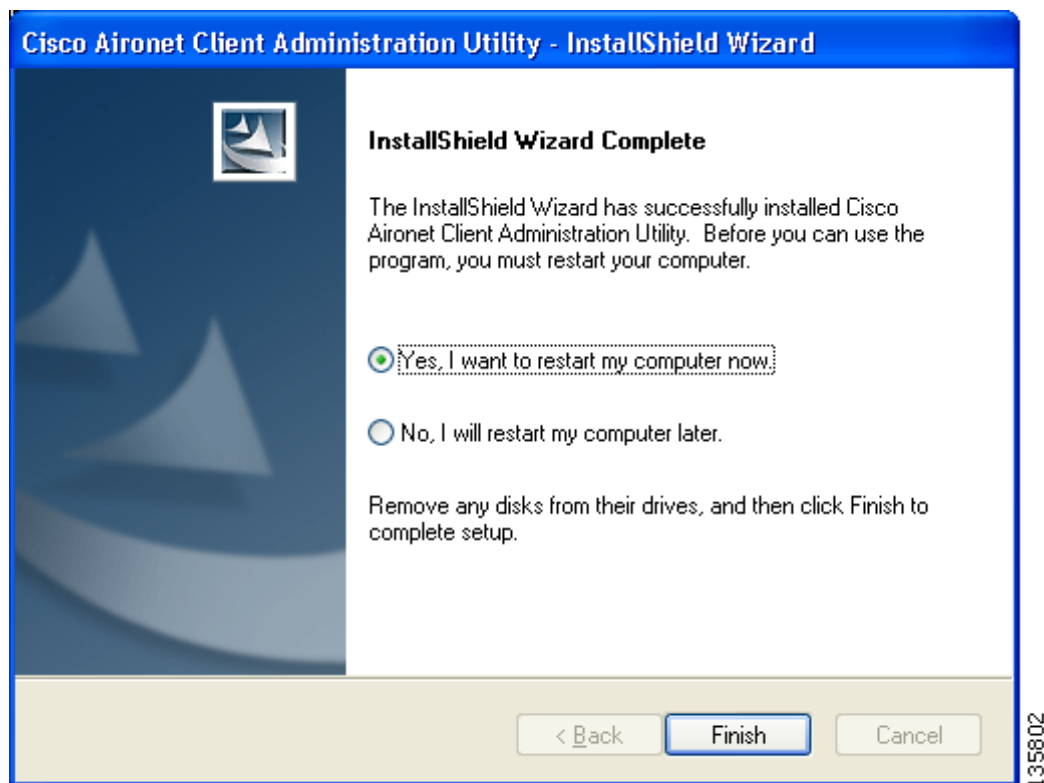 Cisco Aironet Client Administration Utility - InstallShield Wizard
InstallShield Wizard Complete
The InstallShield Wizard has successfully installed Cisco
Aironet Client Administration Utility. Before you can use the
program, you must restart your computer.
Yes, I want to restart my computer now.
No, I will restart my computer later.
Remove any disks from their drives, and then click Finish to
complete setup.
< Back
Finish
Cancel
135802